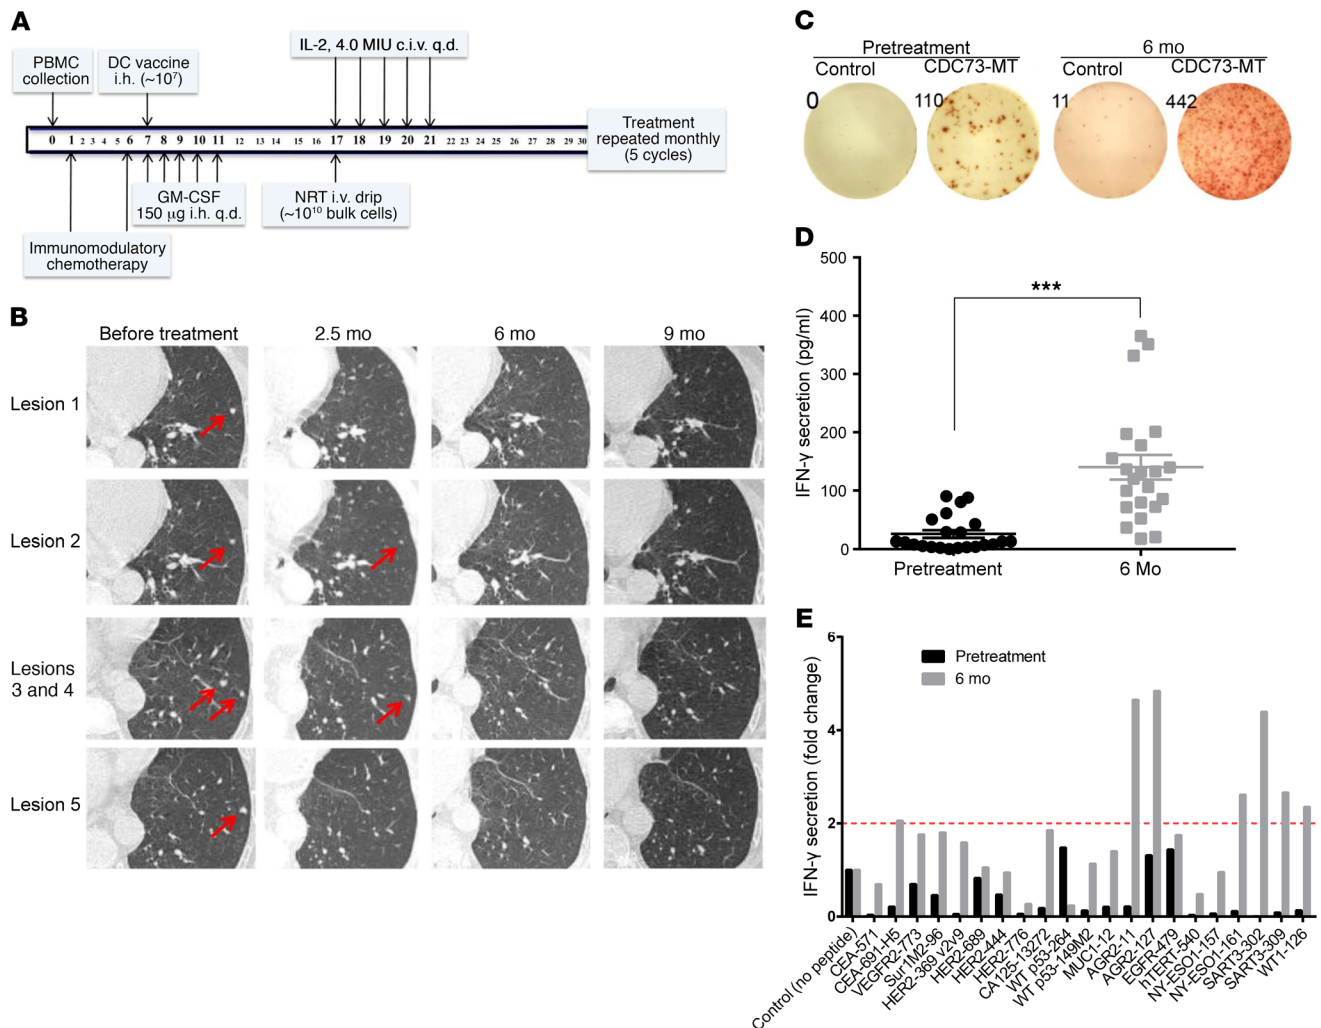 A
PBMC
collection
DC vaccine
i.h. (~10⁷)
IL-2, 4.0 MIU c.i.v. q.d.
0 1 2 3 4 5 6 7 8 9 10 11 12 13 14 15 16 17 18 19 20 21 22 23 24 25 26 27 28 29 30
Treatment
repeated monthly
(5 cycles)
GM-CSF
150 µg i.h. q.d.
NRT i.v. drip
(~10¹⁰ bulk cells)
Immunomodulatory
chemotherapy
B
Before treatment 2.5 mo 6 mo 9 mo
Lesion 1
Lesion 2
Lesions
3 and 4
Lesion 5
C
Pretreatment 6 mo
Control CDC73-MT Control CDC73-MT
0 110 11 442
D
IFN-γ secretion (pg/ml)
500
400
300
200
100
0
***
Pretreatment 6 Mo
E
IFN-γ secretion (fold change)
6
4
2
0
Pretreatment
6 mo
Control (no peptide)
CEA-571
CEA-691-H5
VEGFR2-773
Sur1M2-96
HER2-369 v2v9
HER2-689
HER2-444
HER2-776
CA125-13272
WT p53-264
WT p53-149M2
MUC1-12
AGR2-11
AGR2-127
EGFR-479
hTERT-540
NY-ESO1-157
NY-ESO1-161
SART3-302
SART3-309
WT1-126